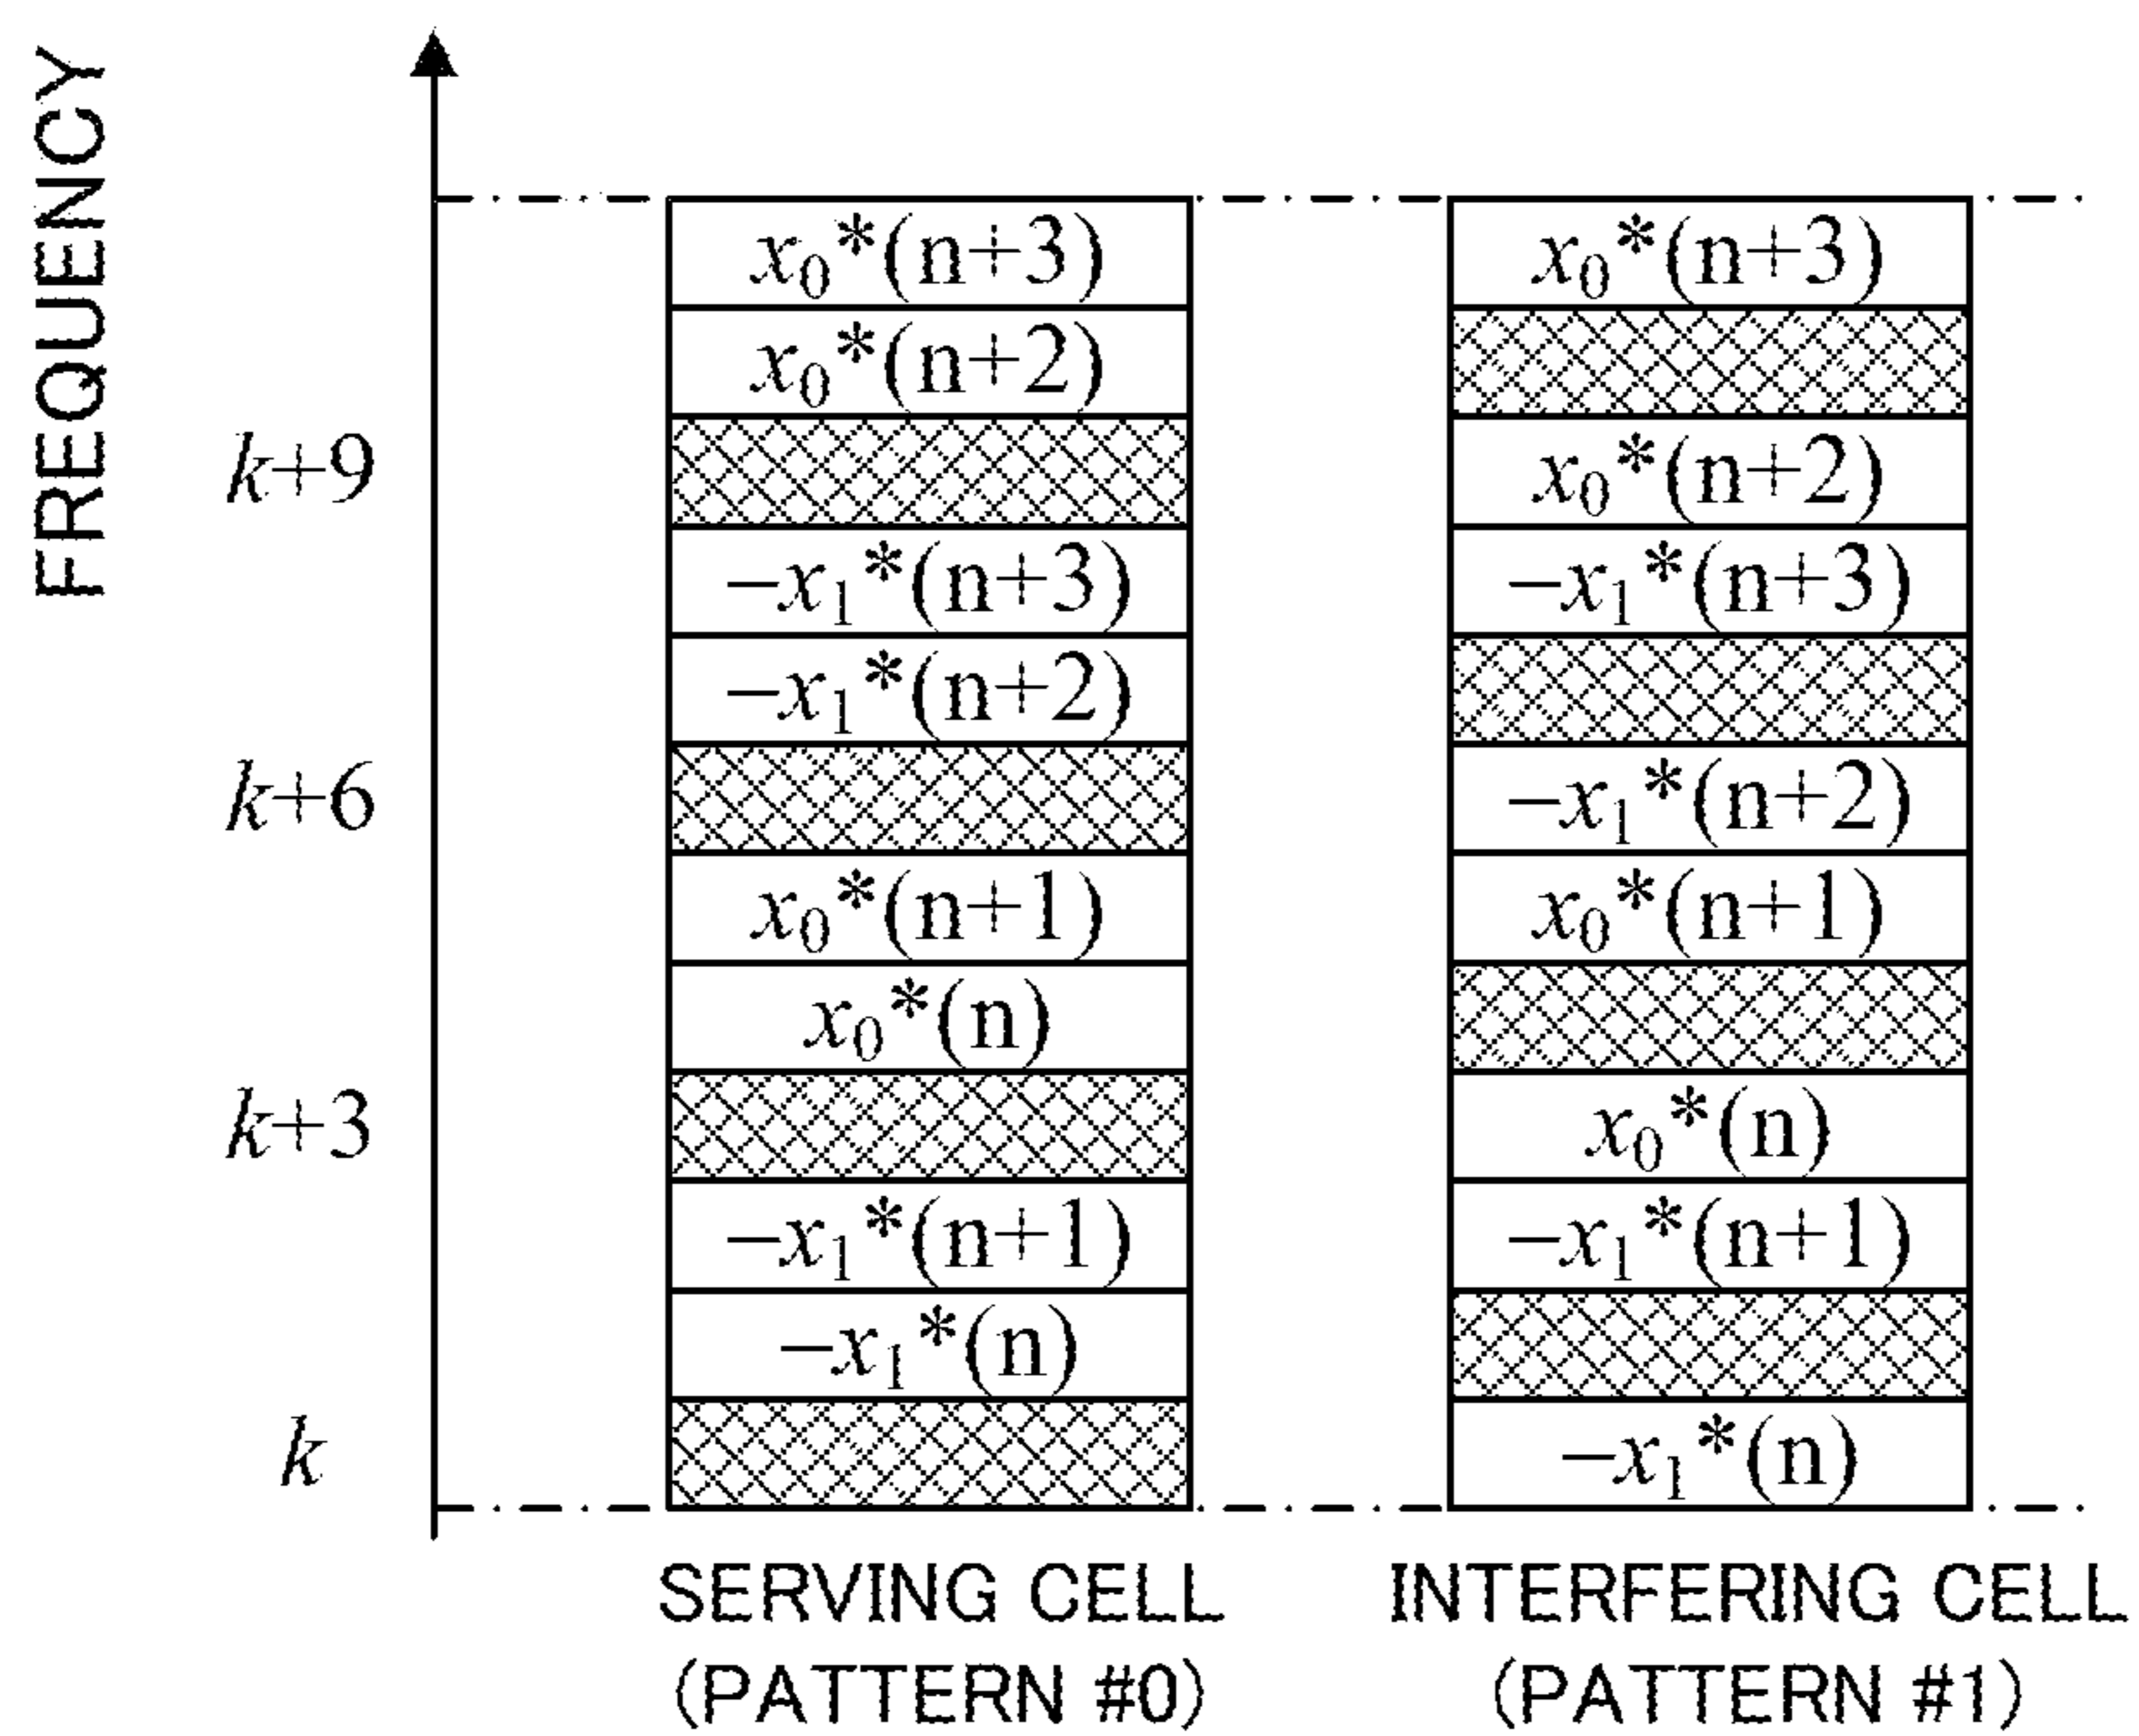 FREQUENCY
k+9
k+6
k+3
k
x₀*(n+3)
x₀*(n+2)
−x₁*(n+3)
−x₁*(n+2)
x₀*(n+1)
x₀*(n)
−x₁*(n+1)
−x₁*(n)
SERVING CELL
(PATTERN #0)
x₀*(n+3)
x₀*(n+2)
−x₁*(n+3)
−x₁*(n+2)
x₀*(n+1)
x₀*(n)
−x₁*(n+1)
−x₁*(n)
INTERFERING CELL
(PATTERN #1)